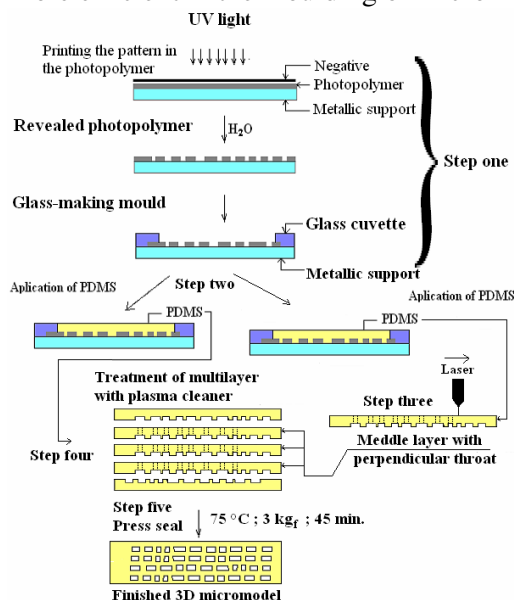 UV light
Printing the pattern in
the photopolymer
Negative
Photopolymer
Metallic support
Revealed photopolymer
H₂O
Step one
Glass-making mould
Glass cuvette
Metallic support
Step two
Aplication of PDMS
Aplication of PDMS
PDMS
PDMS
Laser
Treatment of multilayer
with plasma cleaner
Step three
Meddle layer with
perpendicular throat
Step four
Step five
Press seal
75 °C ; 3 kgf ; 45 min.
Finished 3D micromodel